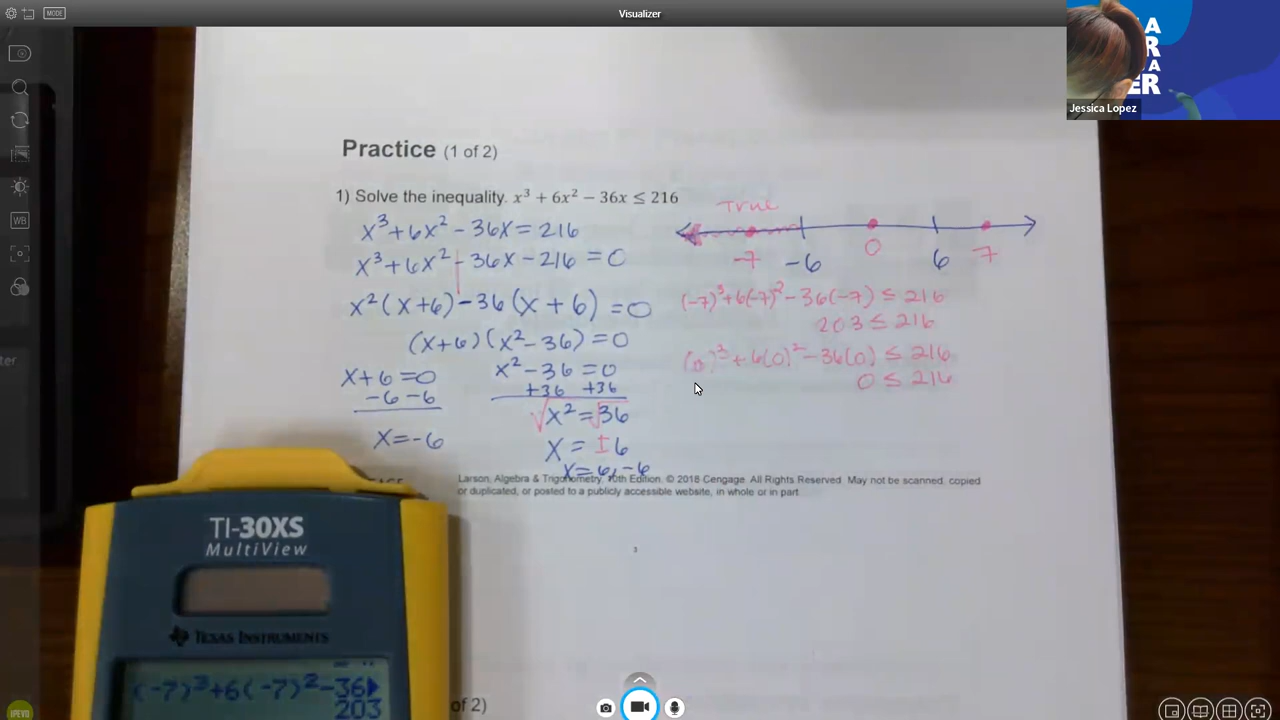 MODE
Visualizer
A
R
A
ER
Jessica Lopez
Practice (1 of 2)
1) Solve the inequality. x³ + 6x² − 36x ≤ 216
x³+6x²-36x=216
x³+6x²-36x-216=0
x²(x+6)-36(x+6)=0
(x+6)(x²-36)=0
x+6=0
-6 -6
x=-6
x²-36=0
+36 +36
√x²=√36
x=±6
x=6,-6
True
-7 -6 0 6 7
(-7)³+6(-7)²-36(-7)≤216
203≤216
(0)³+6(0)²-36(0)≤216
0≤216
Larson, Algebra & Trigonometry, 10th Edition. © 2018 Cengage. All Rights Reserved. May not be scanned, copied
or duplicated, or posted to a publicly accessible website, in whole or in part.
3
TI-30XS
MultiView
TEXAS INSTRUMENTS
(-7)³+6(-7)²-36▶
203
of 2)
WB
IPEVO